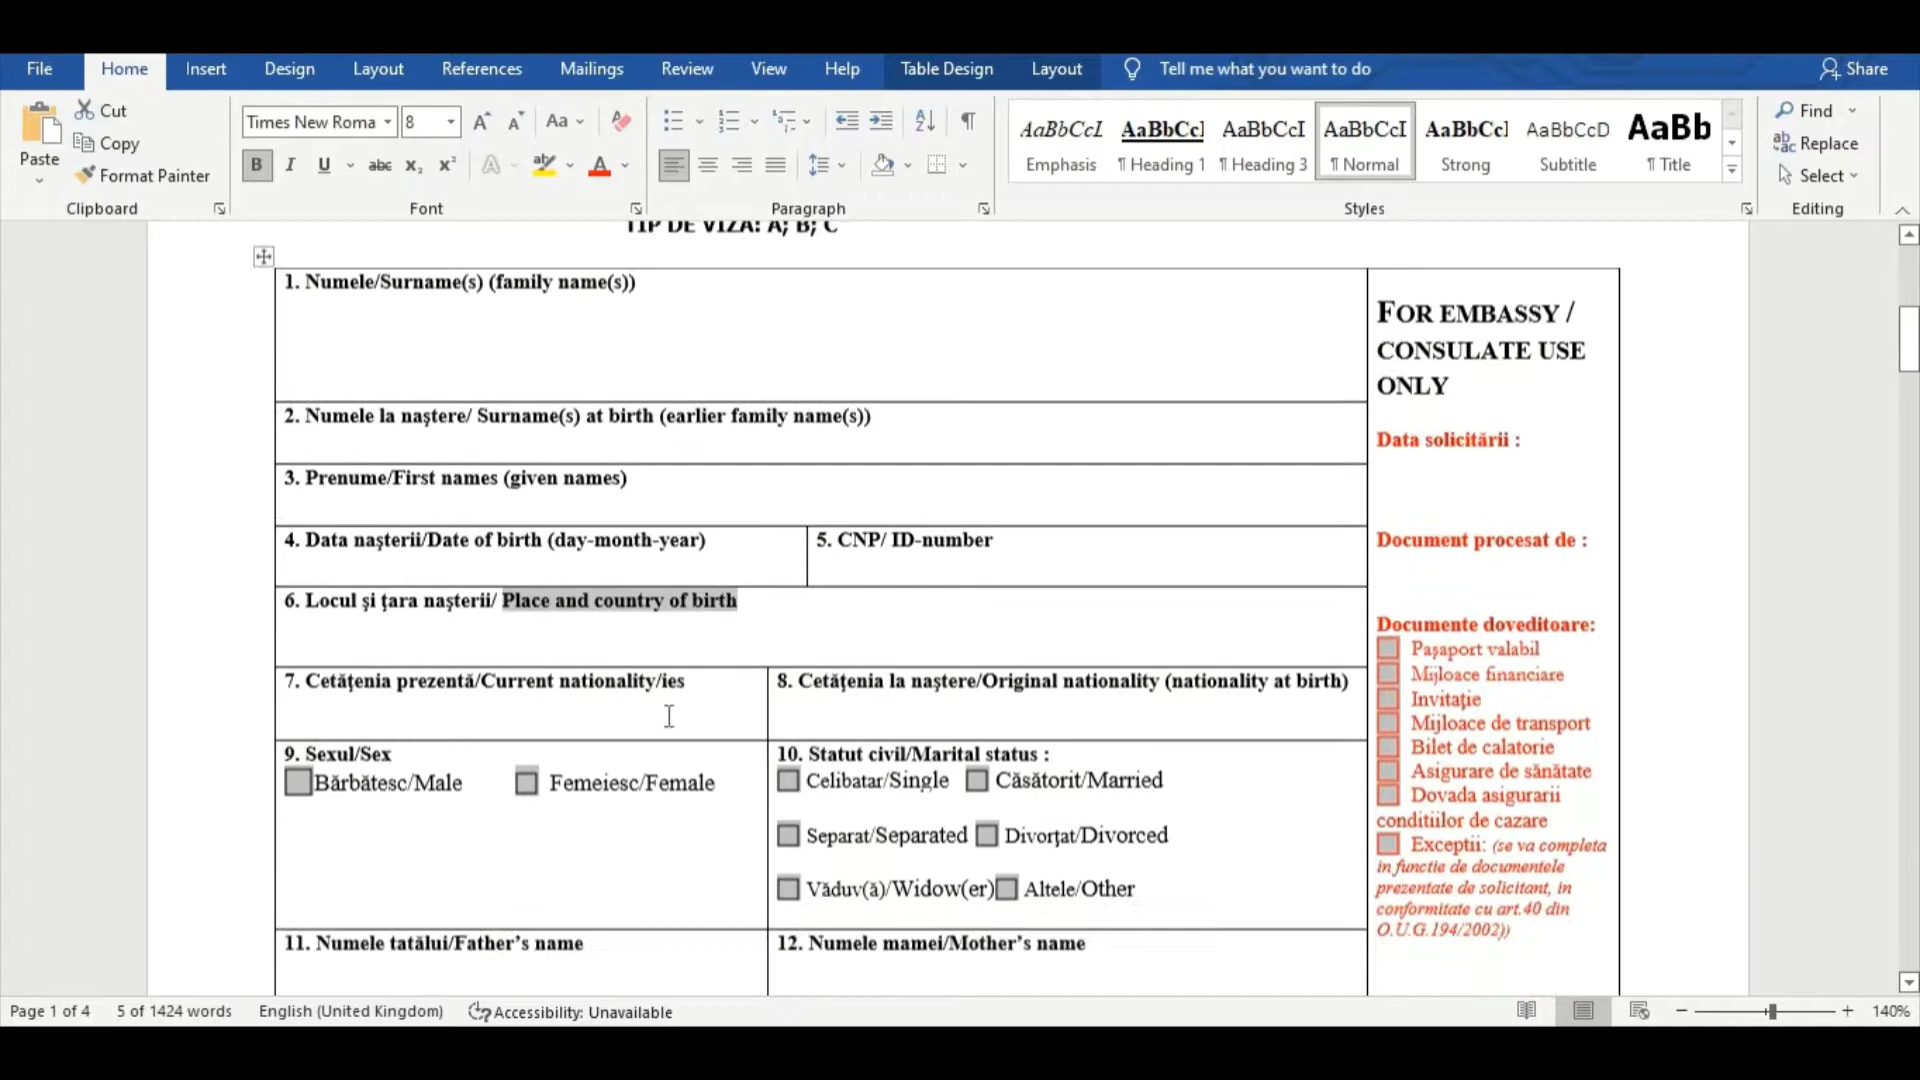 File Home Insert Design Layout References Mailings Review View Help Table Design Layout Tell me what you want to do Share
Paste
Cut
Copy
Format Painter
Clipboard
Times New Roma 8
Font
Paragraph
AaBbCcI AaBbCcI AaBbCcI AaBbCcI AaBbCcI AaBbCcD AaBb
Emphasis ¶ Heading 1 ¶ Heading 3 ¶ Normal Strong Subtitle ¶ Title
Styles
Find
Replace
Select
Editing
TIP DE VIZA: A; B; C
1. Numele/Surname(s) (family name(s))
2. Numele la naştere/ Surname(s) at birth (earlier family name(s))
3. Prenume/First names (given names)
4. Data naşterii/Date of birth (day-month-year)
5. CNP/ ID-number
6. Locul şi ţara naşterii/ Place and country of birth
7. Cetăţenia prezentă/Current nationality/ies
8. Cetăţenia la naştere/Original nationality (nationality at birth)
9. Sexul/Sex
Bărbătesc/Male Femeiesc/Female
10. Statut civil/Marital status :
Celibatar/Single Căsătorit/Married
Separat/Separated Divorţat/Divorced
Văduv(ă)/Widow(er) Altele/Other
11. Numele tatălui/Father’s name
12. Numele mamei/Mother’s name
FOR EMBASSY /
CONSULATE USE
ONLY
Data solicitării :
Document procesat de :
Documente doveditoare:
Paşaport valabil
Mijloace financiare
Invitaţie
Mijloace de transport
Bilet de calatorie
Asigurare de sănătate
Dovada asigurarii
conditiilor de cazare
Exceptii: (se va completa
in functie de documentele
prezentate de solicitant, in
conformitate cu art.40 din
O.U.G.194/2002))
Page 1 of 4 5 of 1424 words English (United Kingdom) Accessibility: Unavailable 140%